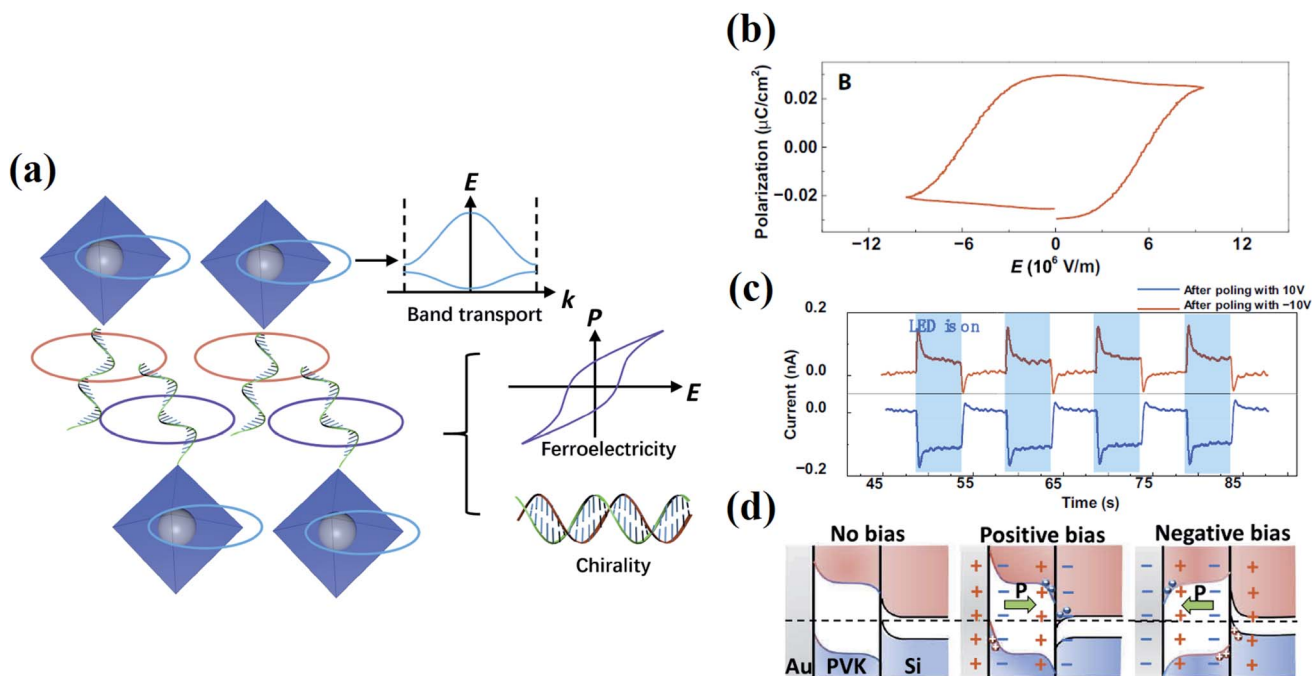 (a)
E
k
Band transport
P
E
Ferroelectricity
Chirality
(b)
B
Polarization (μC/cm²)
0.02
0.00
−0.02
−12 −6 0 6 12
E (10⁶ V/m)
(c)
After poling with 10V
After poling with −10V
LED is on
Current (nA)
0.2
0.0
0.0
−0.2
45 55 65 75 85
Time (s)
(d)
No bias Positive bias Negative bias
P P
Au PVK Si